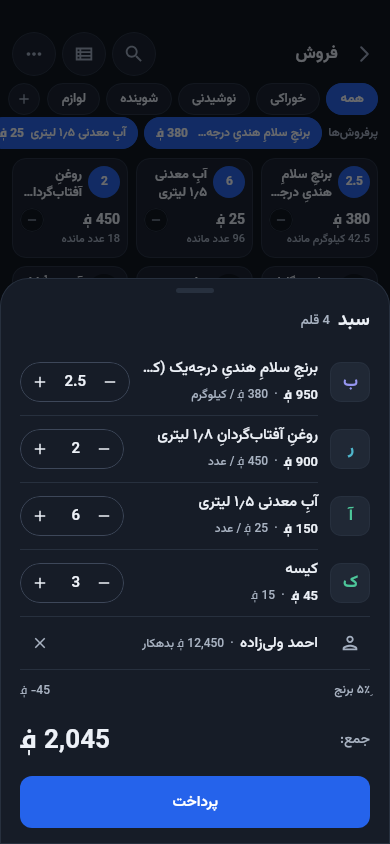 فروش
همه
خوراکی
نوشیدنی
شوینده
لوازم
+
پرفروش‌ها
برنج سلام هندیِ درجه‌... 380 ؋
آبِ معدنی ۱٫۵ لیتری 25 ؋
برنج سلام هندیِ درج...
2.5
380 ؋
42.5 کیلوگرم مانده
آبِ معدنی ۱٫۵ لیتری
6
25 ؋
96 عدد مانده
روغنِ آفتاب‌گردا...
2
450 ؋
18 عدد مانده
سبد 4 قلم
ب
برنجِ سلامِ هندیِ درجه‌یک (ک...
950 ؋ · 380 ؋ / کیلوگرم
− 2.5 +
ر
روغنِ آفتاب‌گردانِ ۱٫۸ لیتری
900 ؋ · 450 ؋ / عدد
− 2 +
آ
آبِ معدنی ۱٫۵ لیتری
150 ؋ · 25 ؋ / عدد
− 6 +
ک
کیسه
45 ؋ · 15 ؋
− 3 +
احمد ولی‌زاده · 12,450 ؋ بدهکار
۵٪ برنج
-45 ؋
جمع:
2,045 ؋
پرداخت